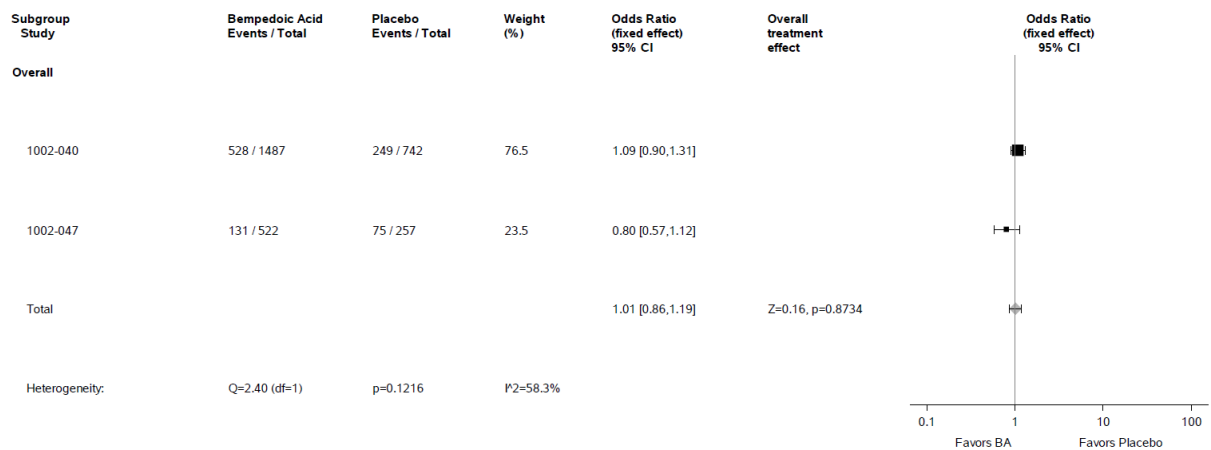 Subgroup Bempedoic Acid Placebo Weight Odds Ratio Overall Odds Ratio
Study Events / Total Events / Total (%) (fixed effect) treatment (fixed effect)
95% CI effect 95% CI
Overall
1002-040 528 / 1487 249 / 742 76.5 1.09 [0.90,1.31]
1002-047 131 / 522 75 / 257 23.5 0.80 [0.57,1.12]
Total 1.01 [0.86,1.19] Z=0.16, p=0.8734
Heterogeneity: Q=2.40 (df=1) p=0.1216 I^2=58.3%
0.1 1 10 100
Favors BA Favors Placebo